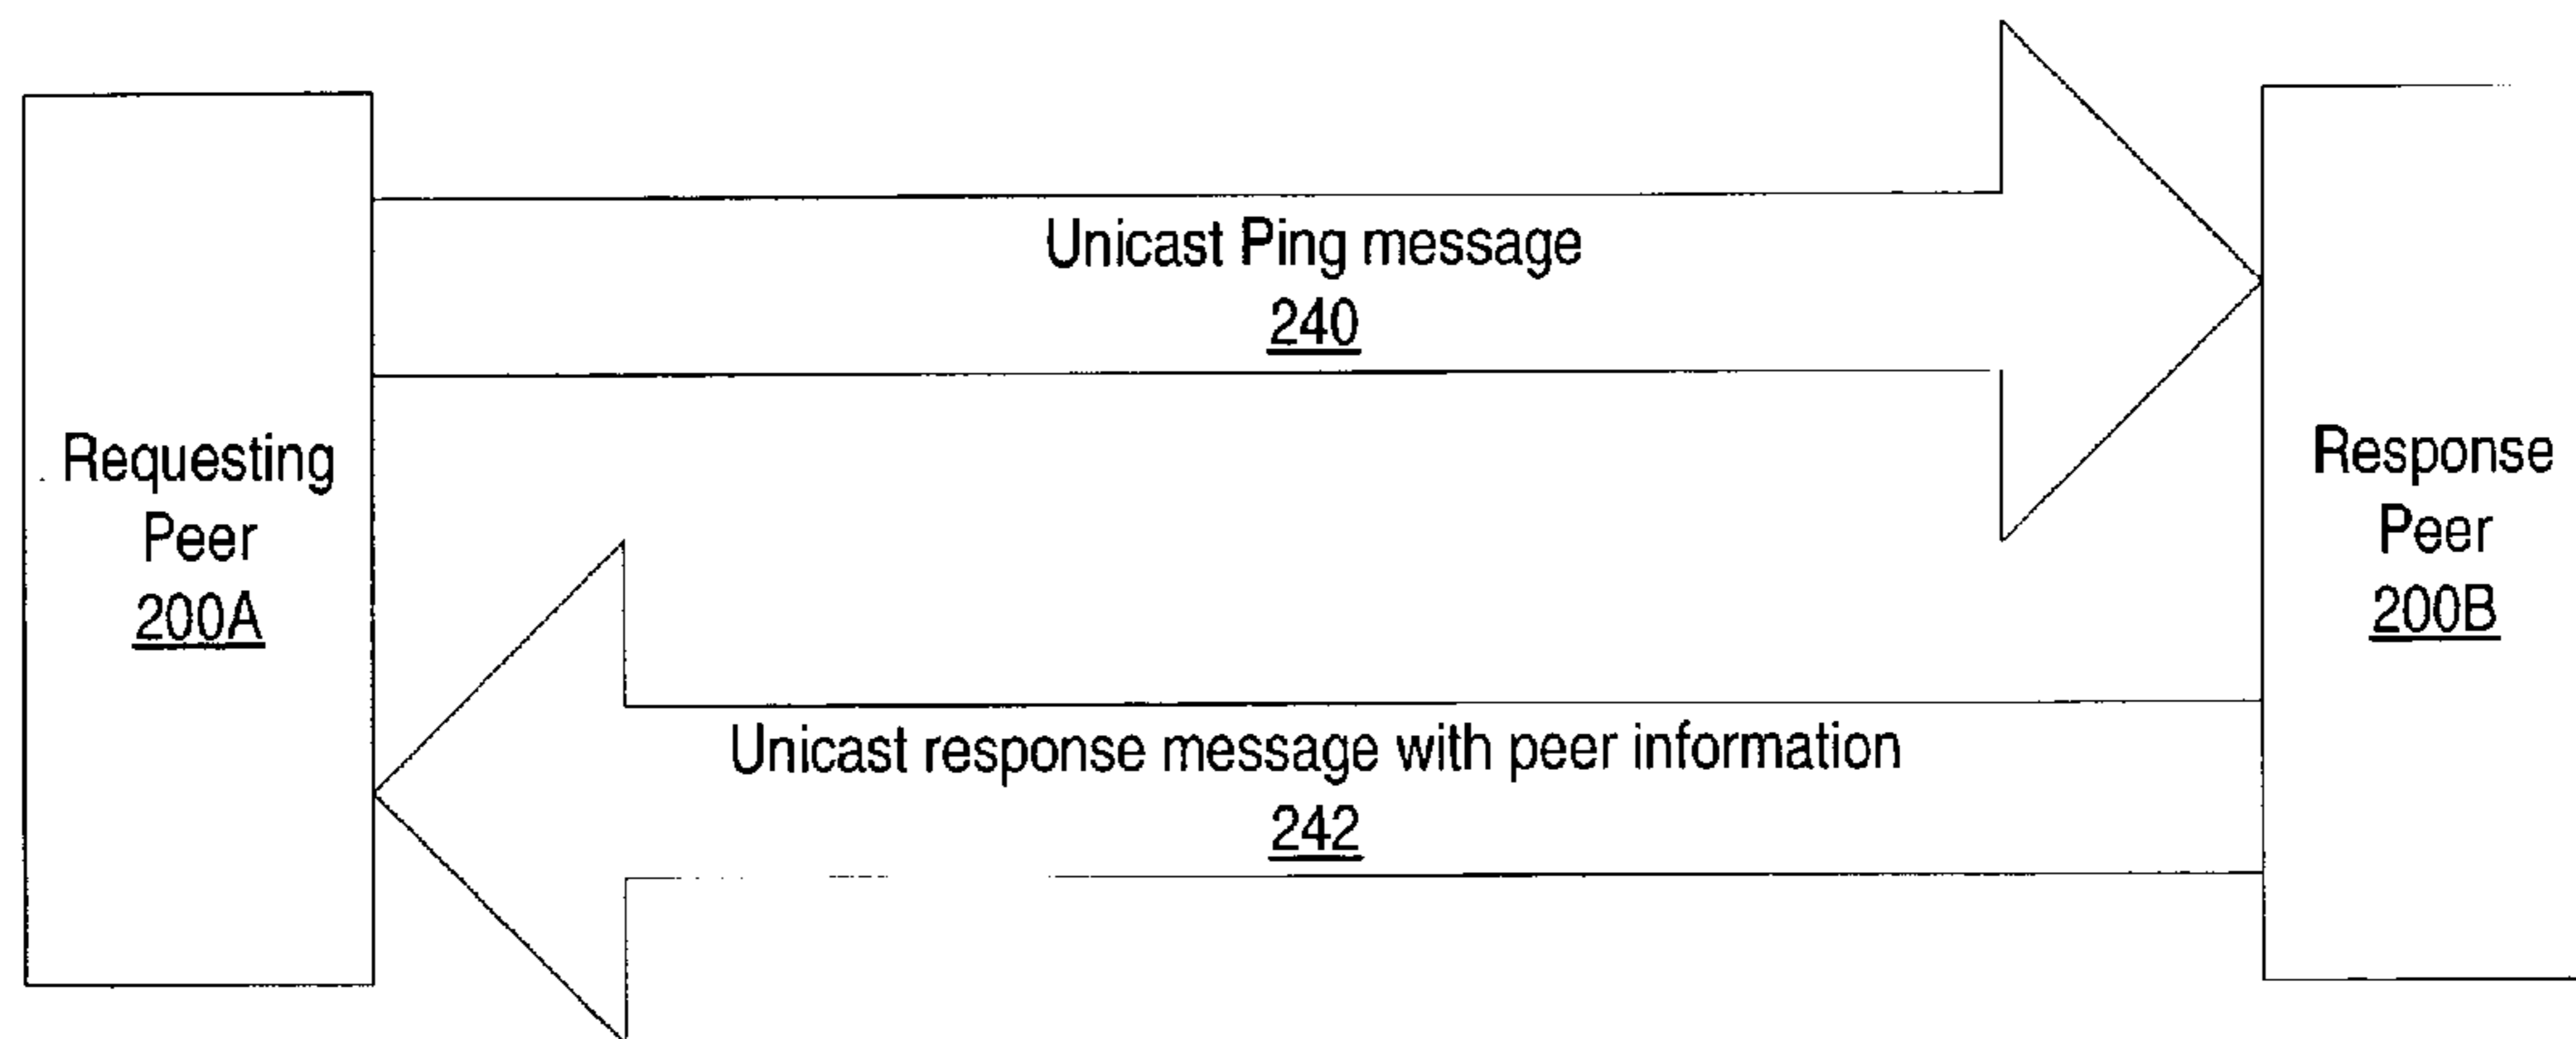 Unicast Ping message
240
Requesting
Peer
200A
Response
Peer
200B
Unicast response message with peer information
242